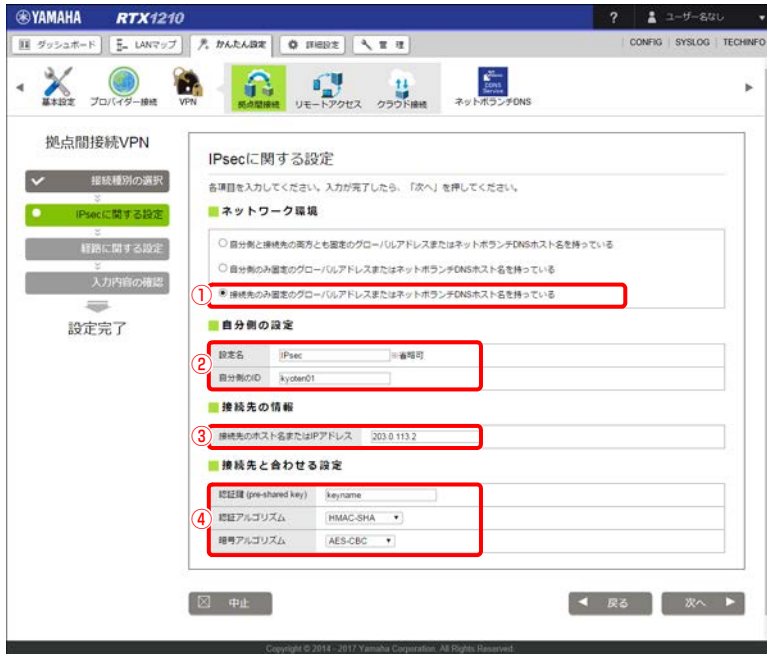 YAMAHA RTX1210 ? ユーザー名なし
ダッシュボード LANマップ かんたん設定 詳細設定 管理 CONFIG SYSLOG TECHINFO
基本設定 プロバイダー接続 VPN 拠点間接続 リモートアクセス クラウド接続 ネットボランチDNS
拠点間接続VPN
接続種別の選択
IPsecに関する設定
経路に関する設定
入力内容の確認
設定完了
IPsecに関する設定
各項目を入力してください。入力が完了したら、「次へ」を押してください。
ネットワーク環境
自分側と接続先の両方とも固定のグローバルアドレスまたはネットボランチDNSホスト名を持っている
自分側のみ固定のグローバルアドレスまたはネットボランチDNSホスト名を持っている
① 接続先のみ固定のグローバルアドレスまたはネットボランチDNSホスト名を持っている
自分側の設定
② 設定名 IPsec ※省略可
自分側のID kyoten01
接続先の情報
③ 接続先のホスト名またはIPアドレス 203.0.113.2
接続先と合わせる設定
④ 認証鍵 (pre-shared key) keyname
認証アルゴリズム HMAC-SHA
暗号アルゴリズム AES-CBC
中止 戻る 次へ
Copyright © 2014 - 2017 Yamaha Corporation. All Rights Reserved.